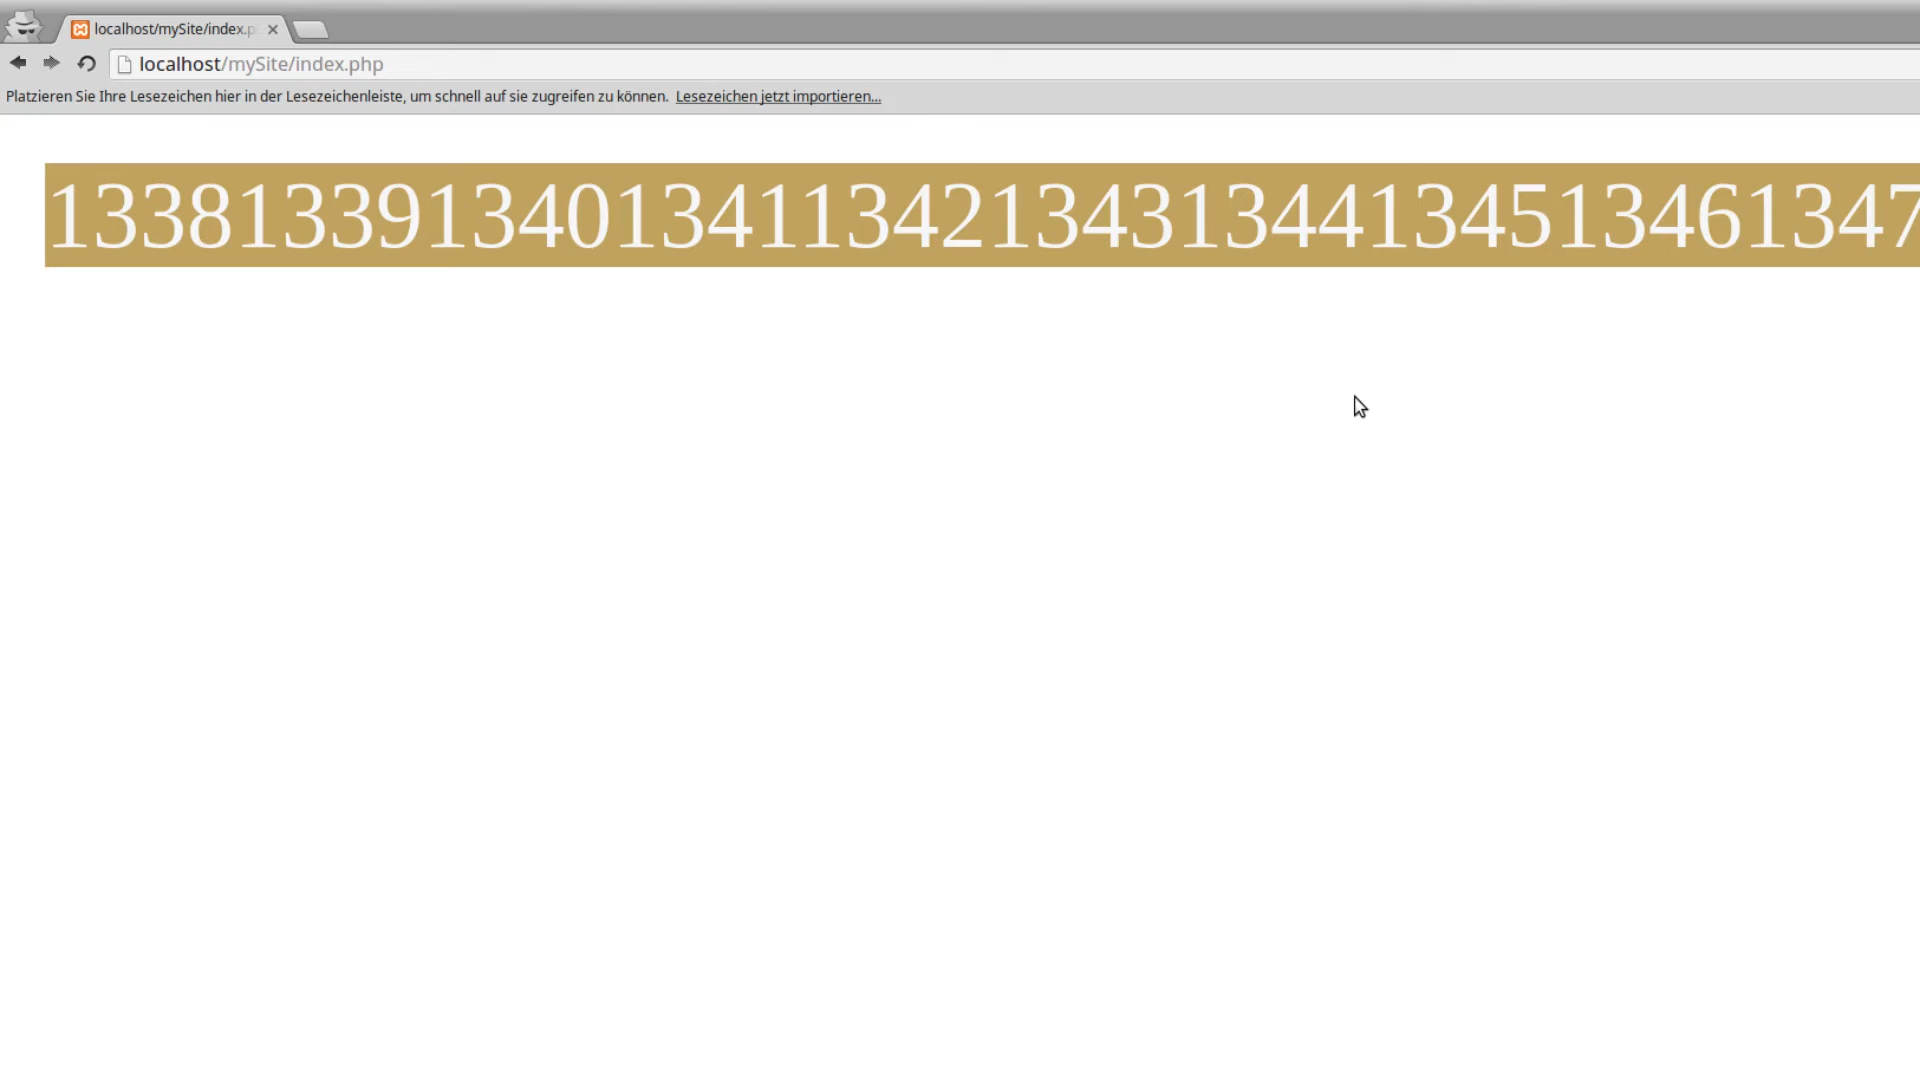 localhost/mySite/index.p
localhost/mySite/index.php
Platzieren Sie Ihre Lesezeichen hier in der Lesezeichenleiste, um schnell auf sie zugreifen zu können. Lesezeichen jetzt importieren...
1338133913401341134213431344134513461347